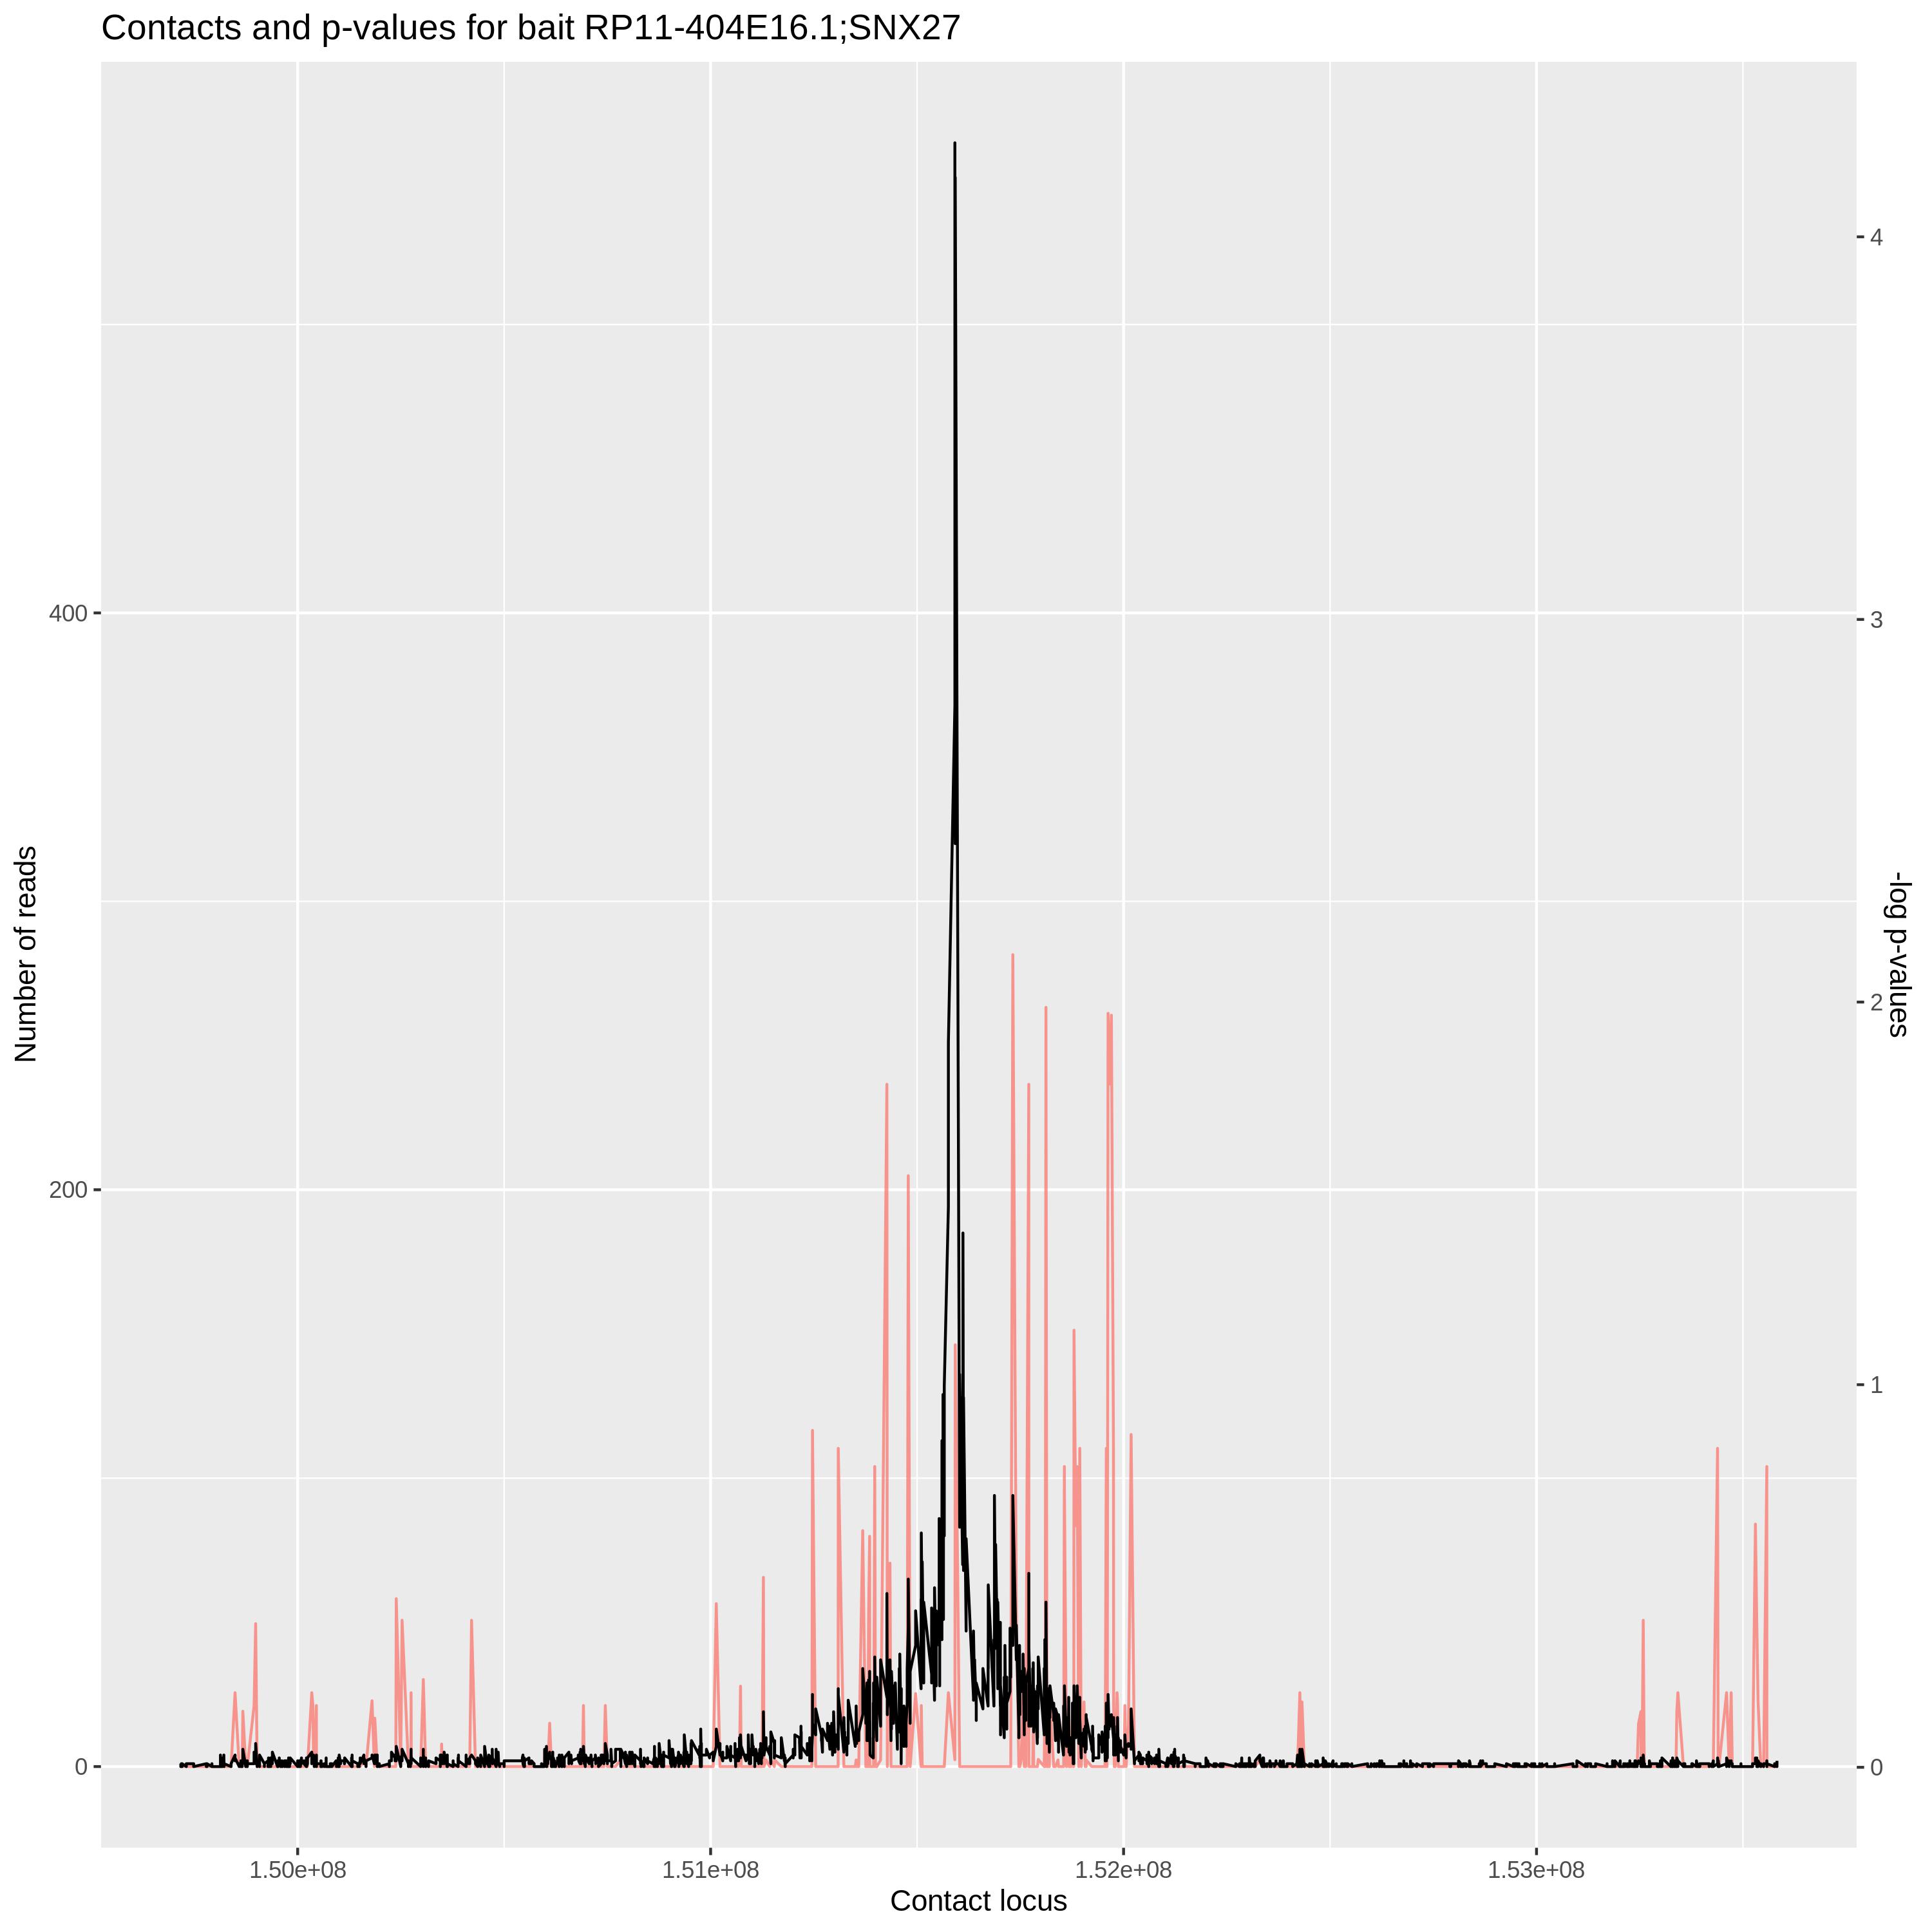 Contacts and p-values for bait RP11-404E16.1;SNX27
Number of reads
400
200
0
4
3
2
1
0
-log p-values
1.50e+08
1.51e+08
1.52e+08
1.53e+08
Contact locus